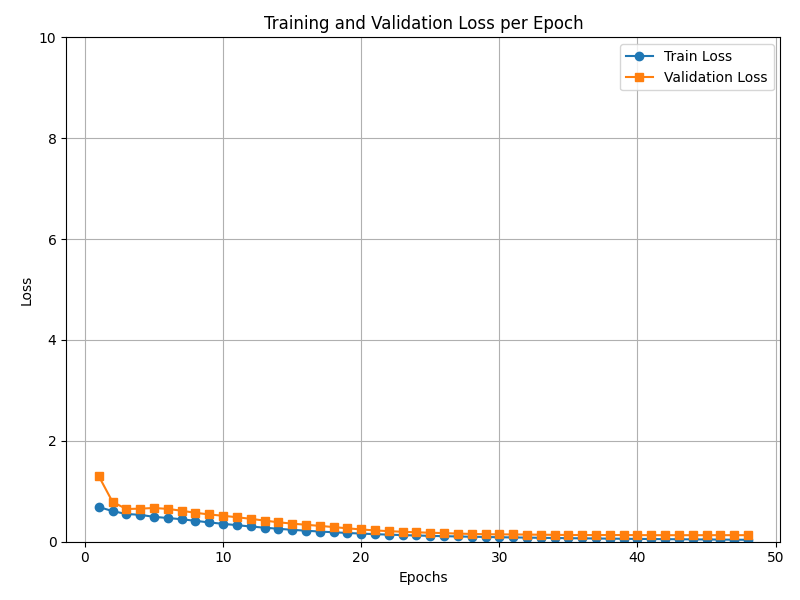 Training and Validation Loss per Epoch
Train Loss
Validation Loss
10
8
6
4
2
0
Loss
0 10 20 30 40 50
Epochs